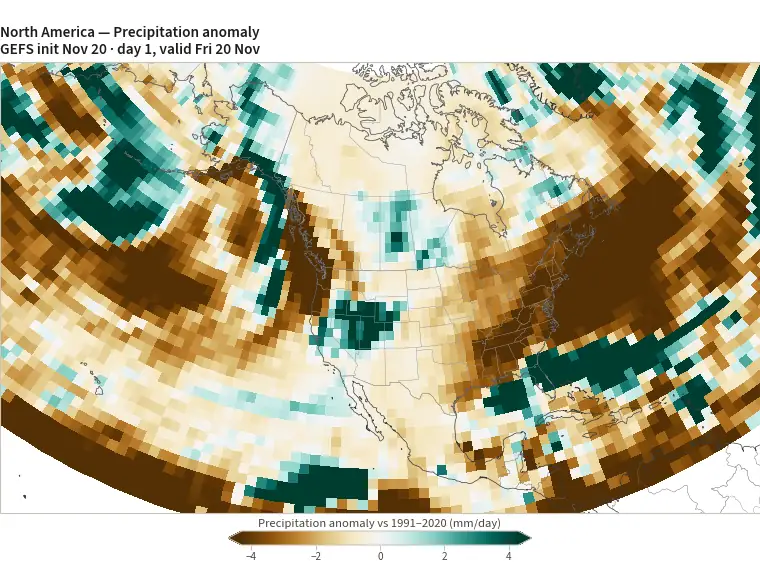 North America — Precipitation anomaly
GEFS init Nov 20 · day 1, valid Fri 20 Nov
Precipitation anomaly vs 1991–2020 (mm/day)
−4 −2 0 2 4